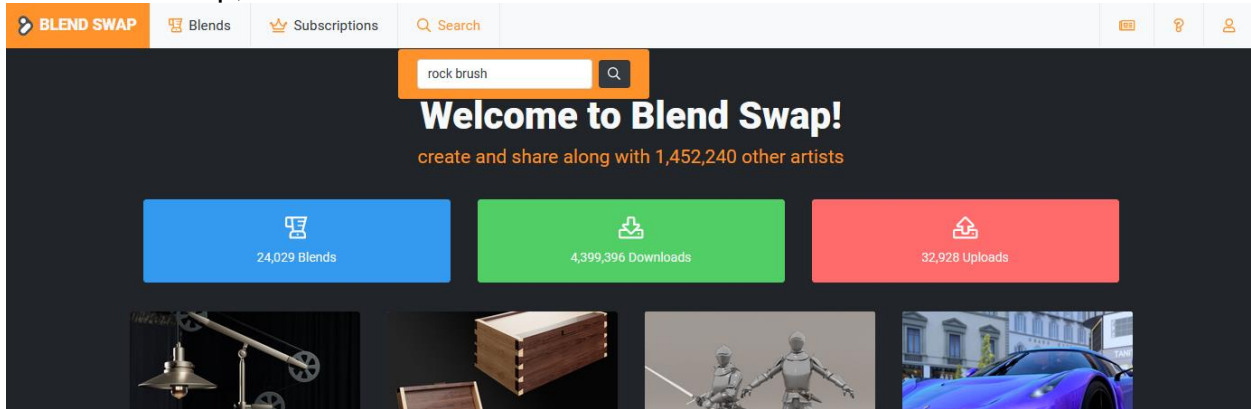 BLEND SWAP Blends Subscriptions Search
rock brush
Welcome to Blend Swap!
create and share along with 1,452,240 other artists
24,029 Blends 4,399,396 Downloads 32,928 Uploads